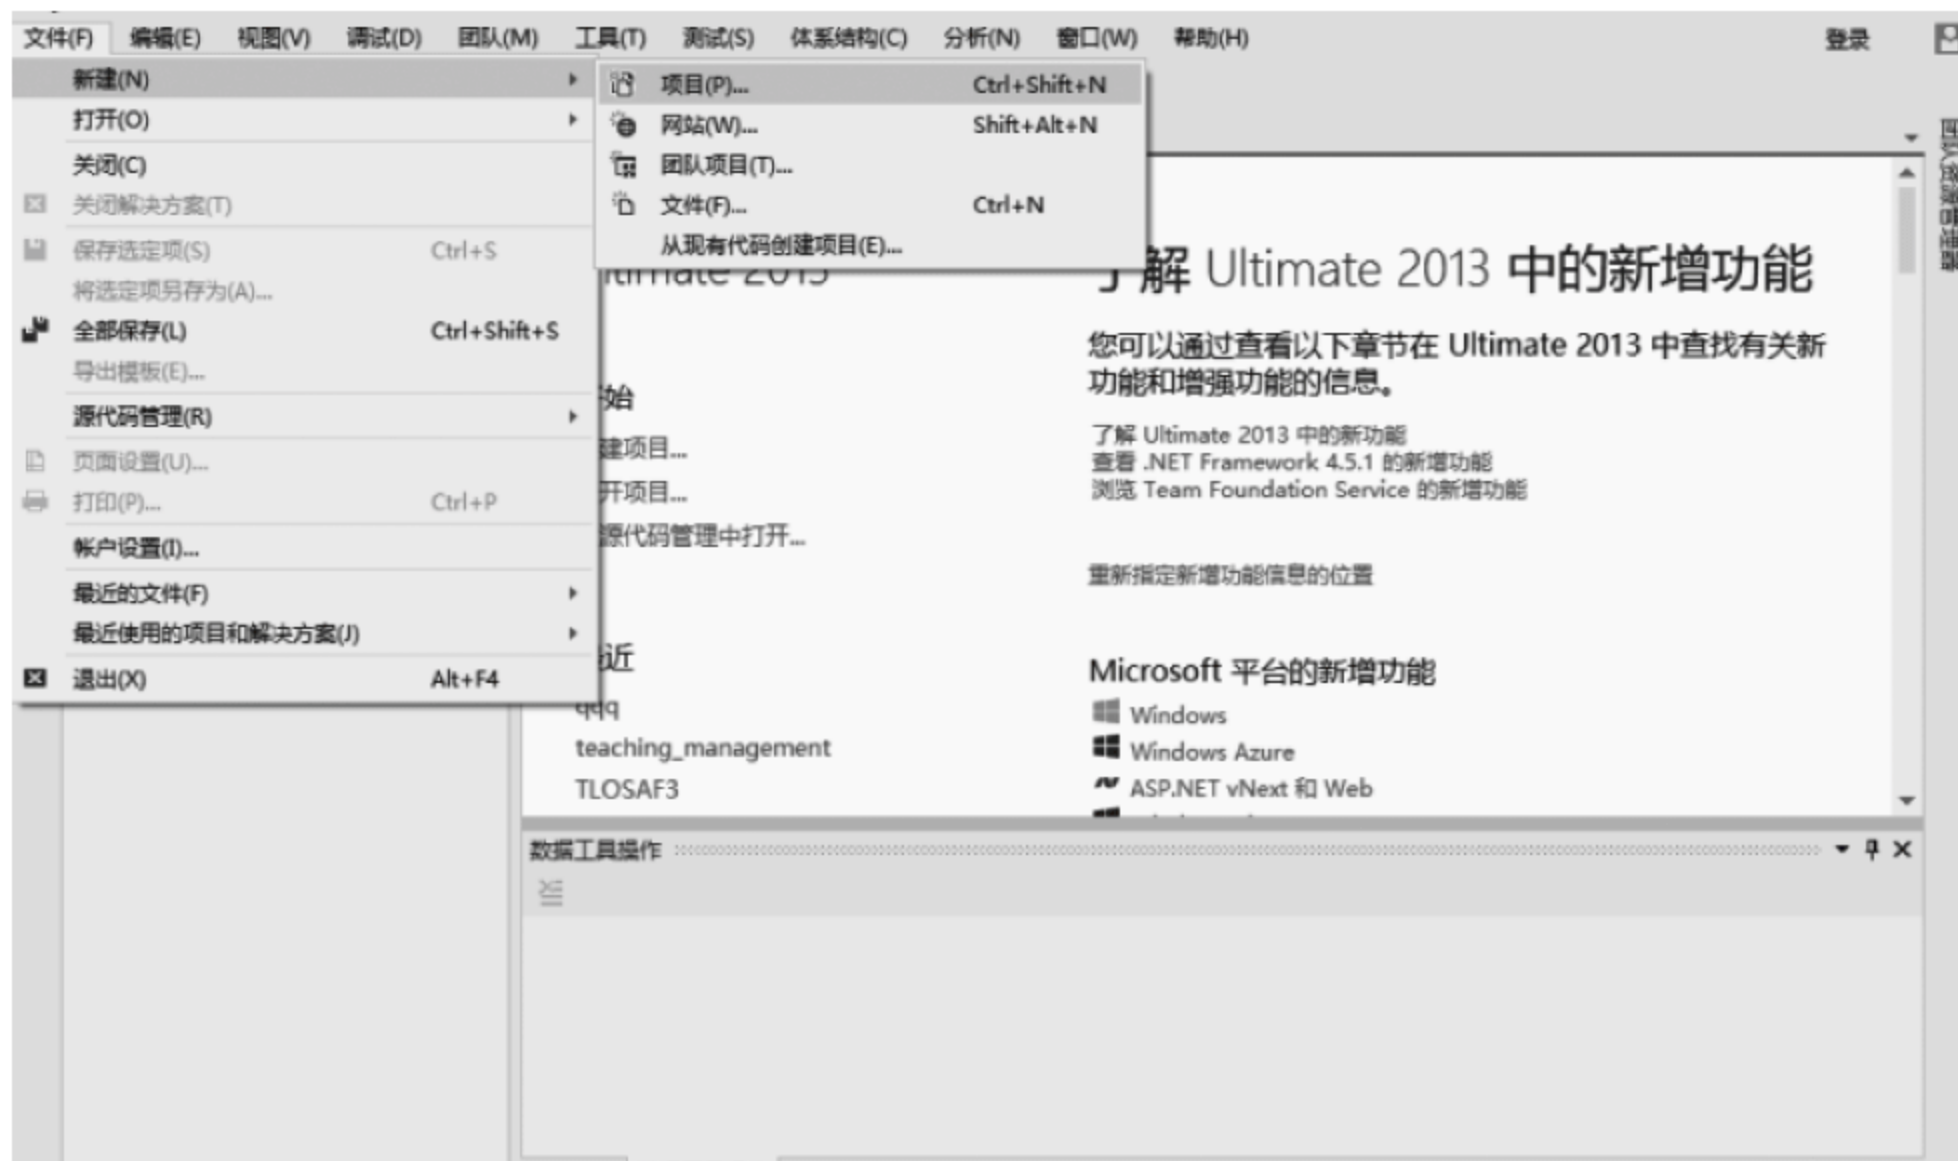 文件(F) 编辑(E) 视图(V) 调试(D) 团队(M) 工具(T) 测试(S) 体系结构(C) 分析(N) 窗口(W) 帮助(H) 登录
新建(N)
打开(O)
关闭(C)
关闭解决方案(T)
保存选定项(S) Ctrl+S
将选定项另存为(A)...
全部保存(L) Ctrl+Shift+S
导出模板(E)...
源代码管理(R)
页面设置(U)...
打印(P)... Ctrl+P
帐户设置(I)...
最近的文件(F)
最近使用的项目和解决方案(J)
退出(X) Alt+F4
项目(P)... Ctrl+Shift+N
网站(W)... Shift+Alt+N
团队项目(T)...
文件(F)... Ctrl+N
从现有代码创建项目(E)...
始
建项目...
开项目...
源代码管理中打开...
近
qqq
teaching_management
TLOSAF3
了解 Ultimate 2013 中的新增功能
您可以通过查看以下章节在 Ultimate 2013 中查找有关新
功能和增强功能的信息。
了解 Ultimate 2013 中的新功能
查看 .NET Framework 4.5.1 的新增功能
浏览 Team Foundation Service 的新增功能
重新指定新增功能信息的位置
Microsoft 平台的新增功能
Windows
Windows Azure
ASP.NET vNext 和 Web
数据工具操作
团队资源管理器